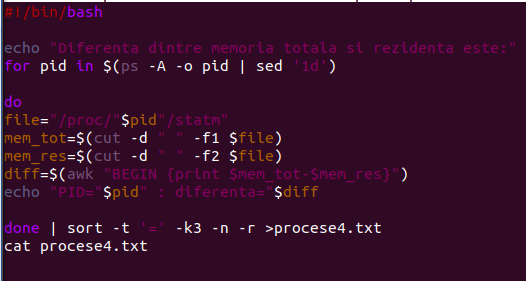 #!/bin/bash
echo "Diferenta dintre memoria totala si rezidenta este:"
for pid in $(ps -A -o pid | sed '1d')
do
file="/proc/"$pid"/statm"
mem_tot=$(cut -d " " -f1 $file)
mem_res=$(cut -d " " -f2 $file)
diff=$(awk "BEGIN {print $mem_tot-$mem_res}")
echo "PID="$pid" : diferenta="$diff
done | sort -t '=' -k3 -n -r >procese4.txt
cat procese4.txt